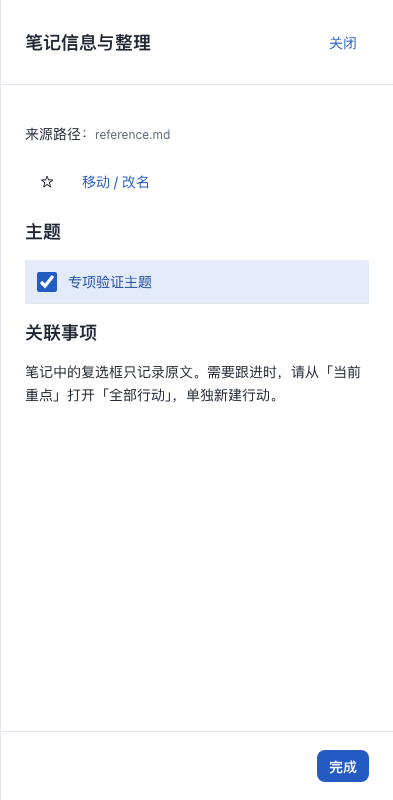 笔记信息与整理
关闭
来源路径：reference.md
☆ 移动 / 改名
主题
专项验证主题
关联事项
笔记中的复选框只记录原文。需要跟进时，请从「当前
重点」打开「全部行动」，单独新建行动。
完成